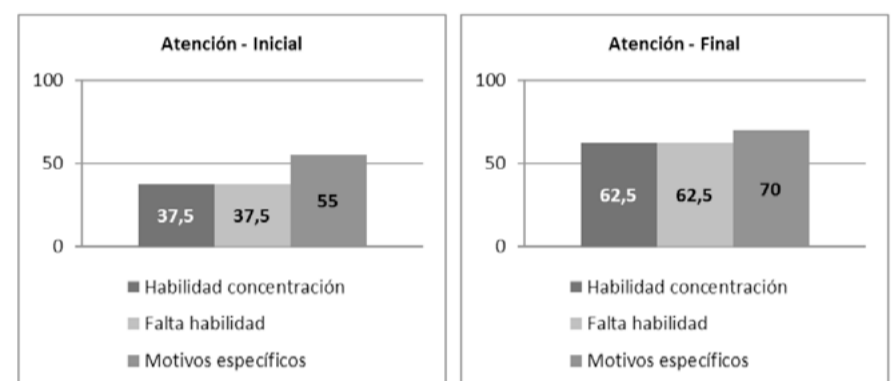 Atención - Inicial
100
50
0
37,5
37,5
55
Habilidad concentración
Falta habilidad
Motivos específicos
Atención - Final
100
50
0
62,5
62,5
70
Habilidad concentración
Falta habilidad
Motivos específicos